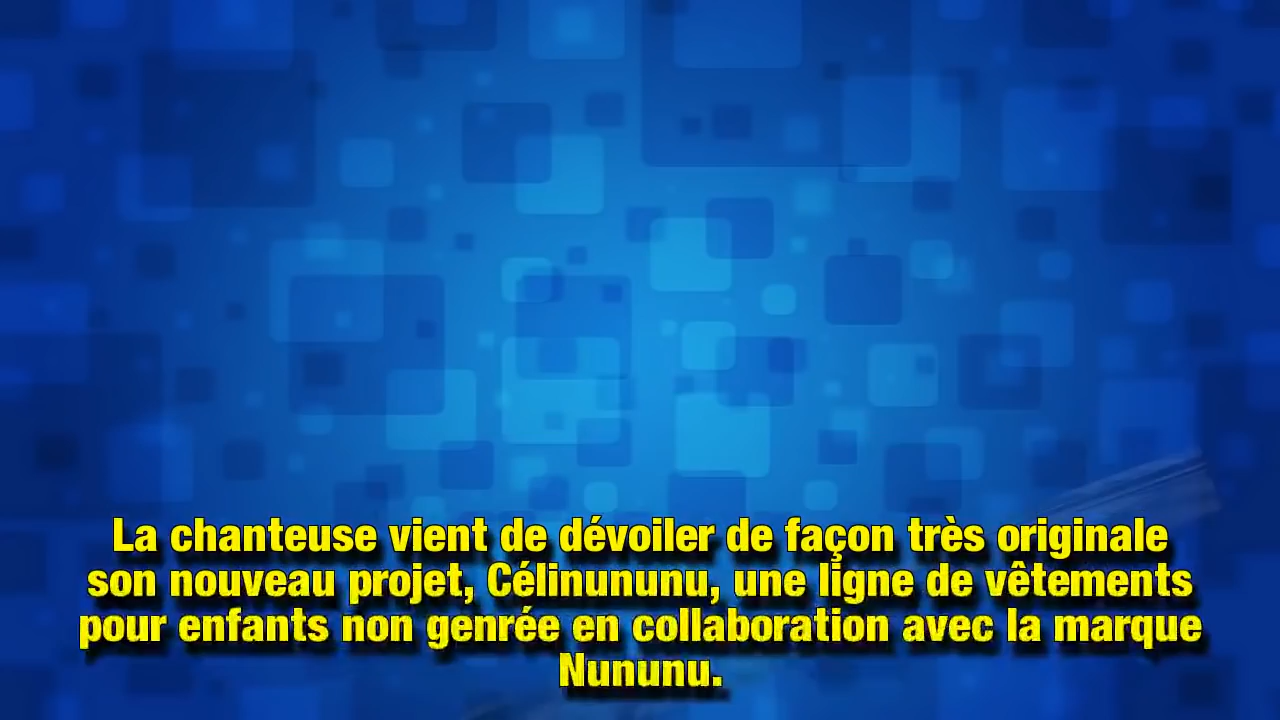 La chanteuse vient de dévoiler de façon très originale
son nouveau projet, Célinununu, une ligne de vêtements
pour enfants non genrée en collaboration avec la marque
Nununu.